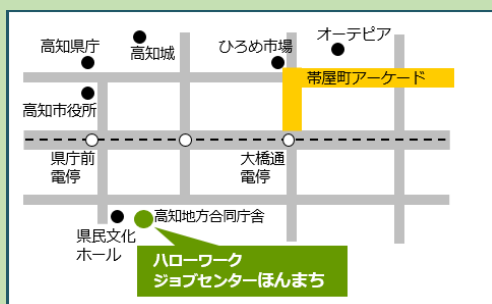 高知県庁
高知城
ひろめ市場
オーテピア
帯屋町アーケード
高知市役所
県庁前
電停
大橋通
電停
高知地方合同庁舎
県民文化
ホール
ハローワーク
ジョブセンターほんまち